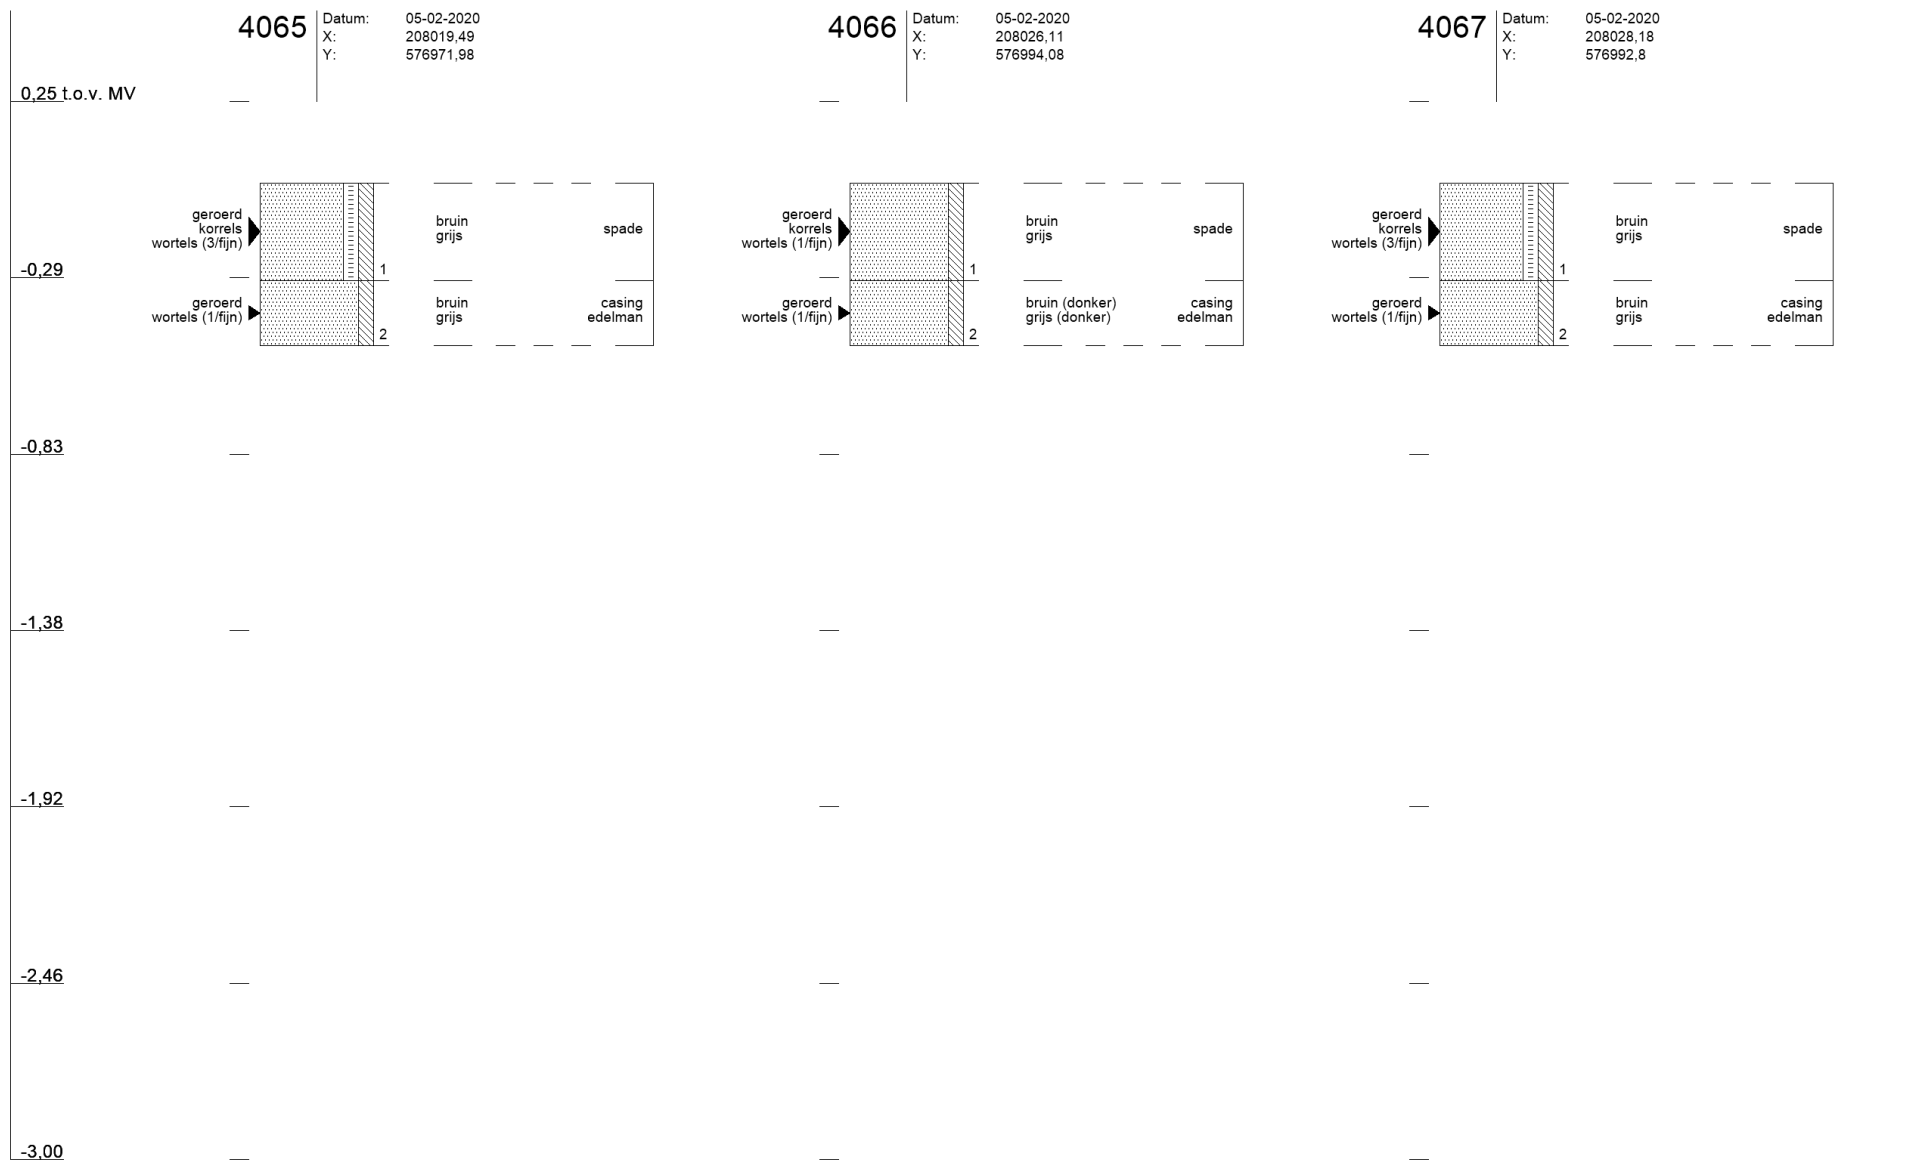 4065
Datum: 05-02-2020
X: 208019,49
Y: 576971,98
4066
Datum: 05-02-2020
X: 208026,11
Y: 576994,08
4067
Datum: 05-02-2020
X: 208028,18
Y: 576992,8
0,25 t.o.v. MV
-0,29
-0,83
-1,38
-1,92
-2,46
-3,00
geroerd
korrels
wortels (3/fijn)
1
bruin
grijs
spade
geroerd
wortels (1/fijn)
2
bruin
grijs
casing
edelman
geroerd
korrels
wortels (1/fijn)
1
bruin
grijs
spade
geroerd
wortels (1/fijn)
2
bruin (donker)
grijs (donker)
casing
edelman
geroerd
korrels
wortels (3/fijn)
1
bruin
grijs
spade
geroerd
wortels (1/fijn)
2
bruin
grijs
casing
edelman